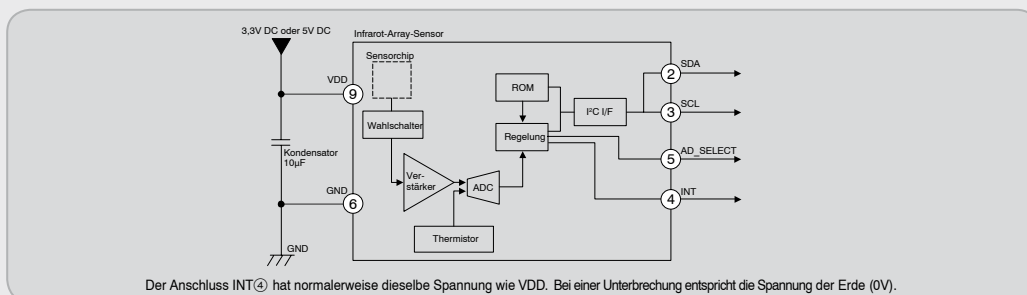 3,3V DC oder 5V DC
Infrarot-Array-Sensor
Sensorchip
VDD
9
2
SDA
ROM
I²C I/F
3
SCL
Wahlschalter
Regelung
Kondensator
10µF
5
AD_SELECT
Ver-
stärker
ADC
GND
6
4
INT
Thermistor
GND
Der Anschluss INT④ hat normalerweise dieselbe Spannung wie VDD. Bei einer Unterbrechung entspricht die Spannung der Erde (0V).